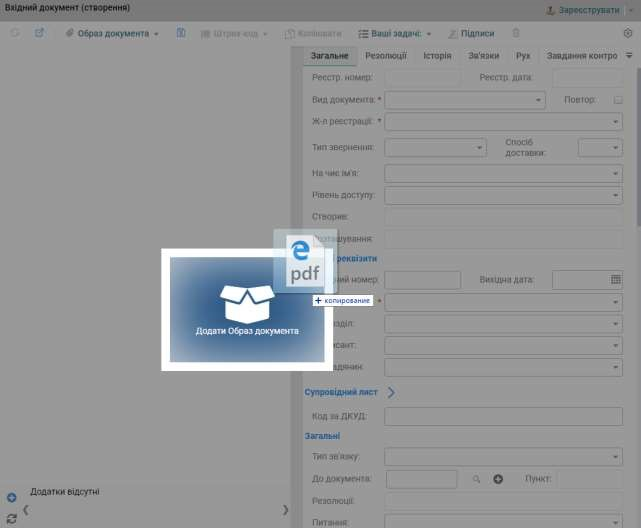 Вхідний документ (створення)
Зареєструвати
Образ документа
Штрих-код
Копіювати
Ваші задачі:
Підписи
Загальне Резолюції Історія Зв'язки Рух Завдання контро
Реєстр. номер: Реєстр. дата:
Вид документа: * Повтор:
Ж-л реєстрації: *
Тип звернення: Спосіб
доставки:
На чиє ім'я:
Рівень доступу:
Створив:
pdf
реквізити
Вихідна дата:
+ копирование
*
Додати Образ документа
Супровідний лист
Код за ДКУД:
Загальні
Тип зв'язку:
До документа: Пункт:
Резолюції:
Питання:
Додатки відсутні